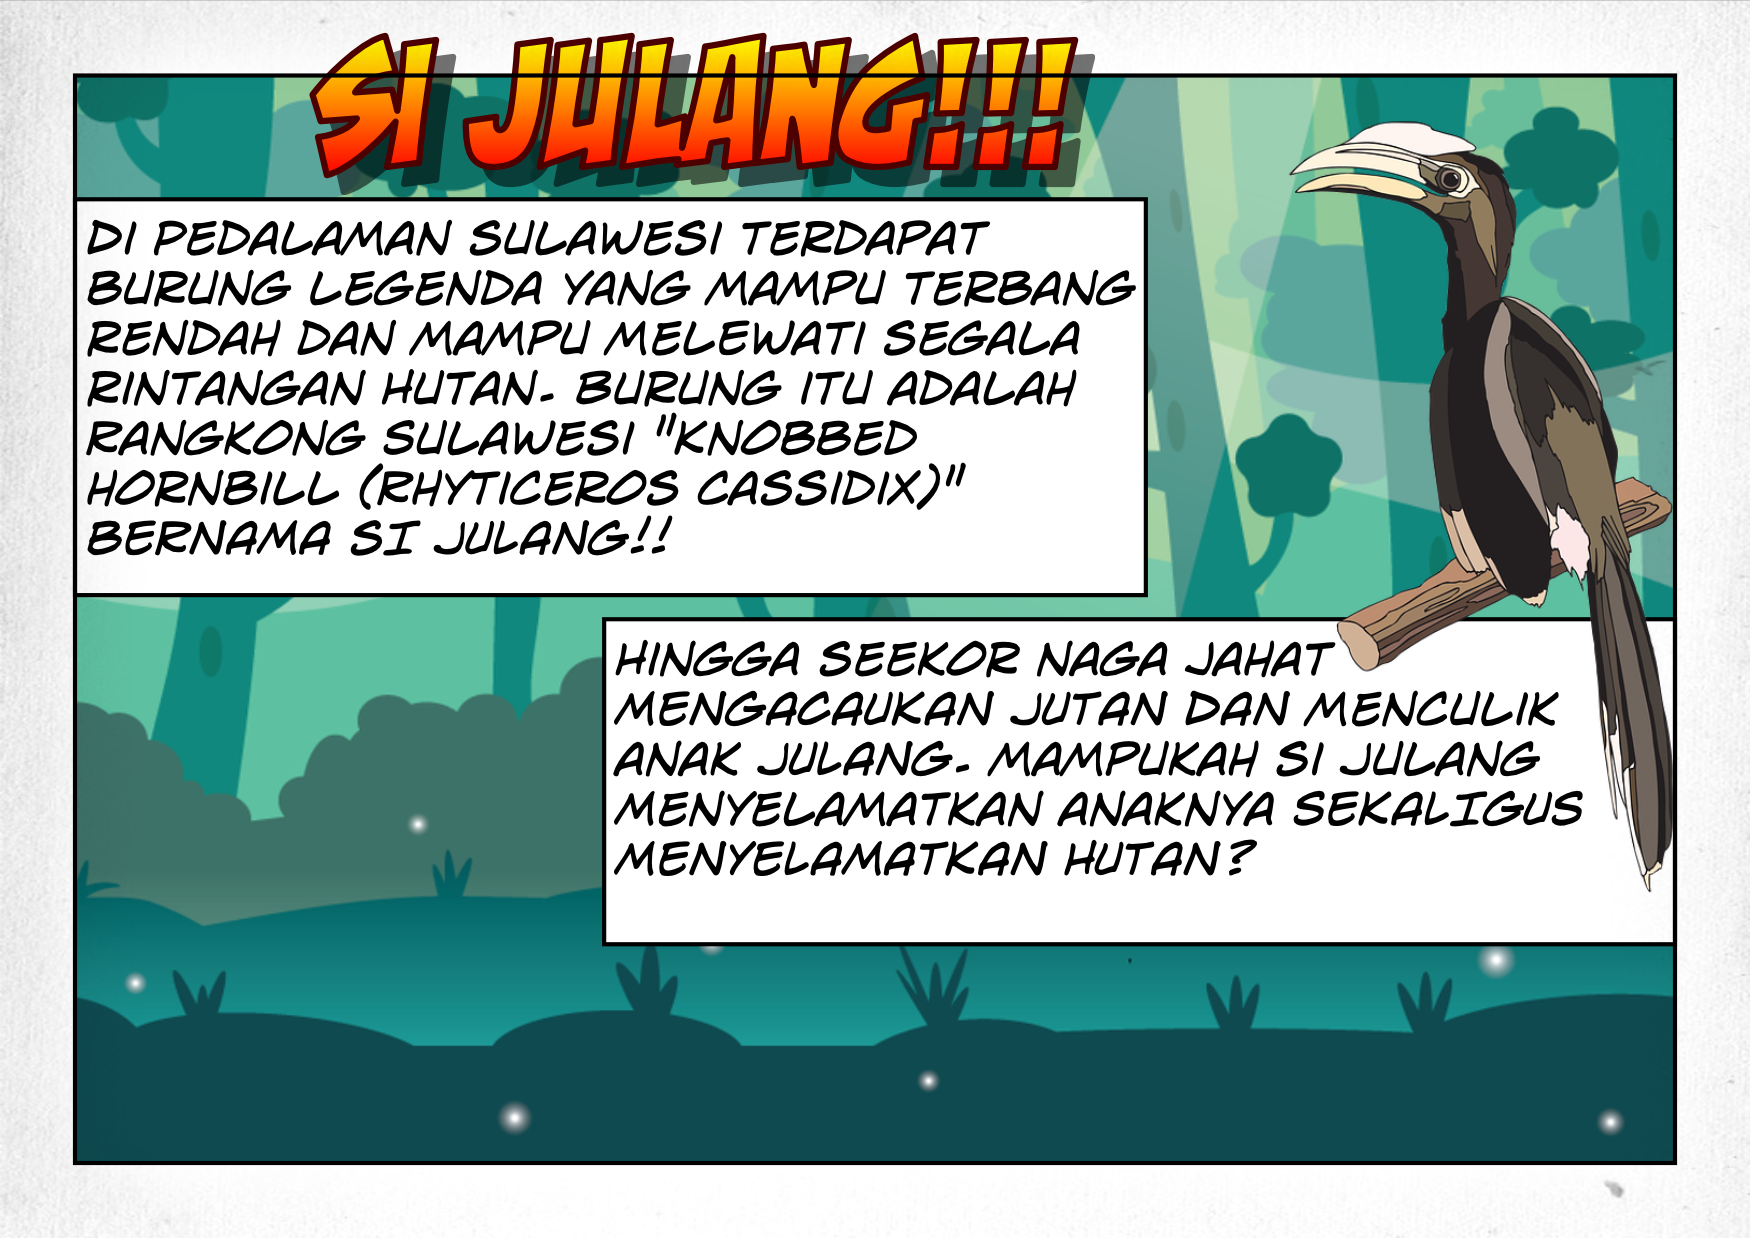 SI JULANG!!!
DI PEDALAMAN SULAWESI TERDAPAT
BURUNG LEGENDA YANG MAMPU TERBANG
RENDAH DAN MAMPU MELEWATI SEGALA
RINTANGAN HUTAN. BURUNG ITU ADALAH
RANGKONG SULAWESI "KNOBBED
HORNBILL (RHYTICEROS CASSIDIX)"
BERNAMA SI JULANG!!
HINGGA SEEKOR NAGA JAHAT
MENGACAUKAN JUTAN DAN MENCULIK
ANAK JULANG. MAMPUKAH SI JULANG
MENYELAMATKAN ANAKNYA SEKALIGUS
MENYELAMATKAN HUTAN?